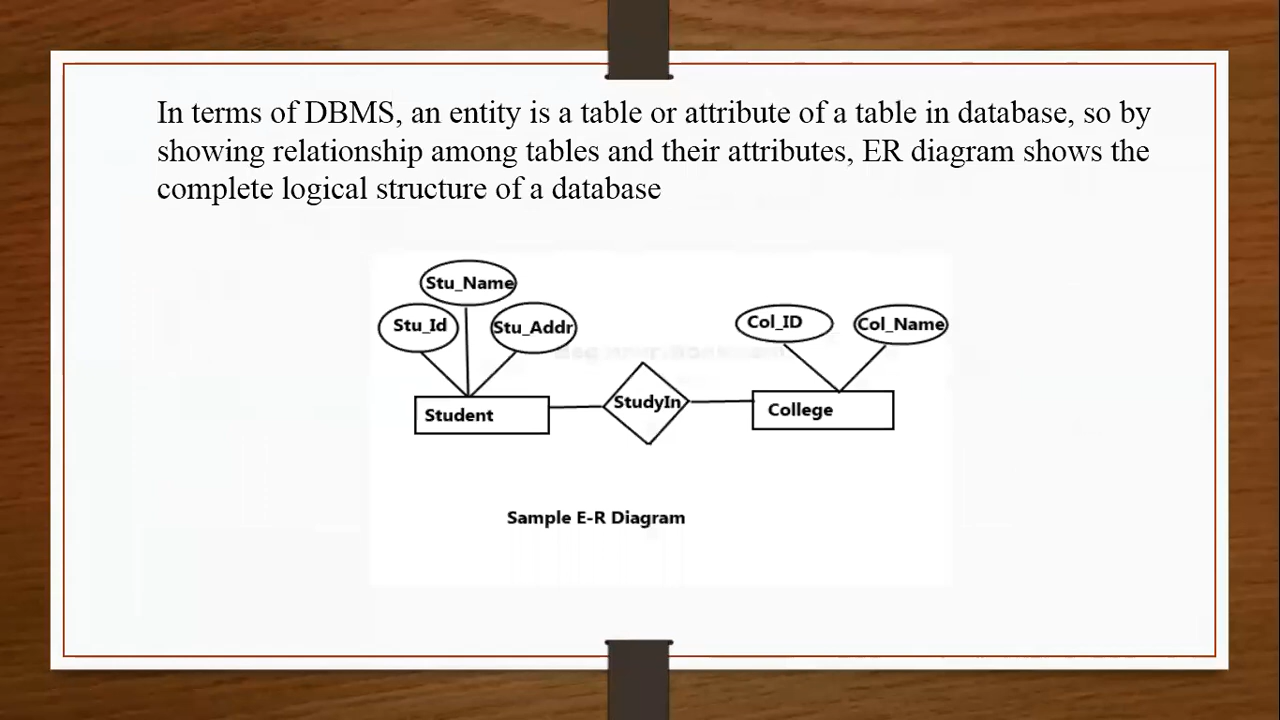 In terms of DBMS, an entity is a table or attribute of a table in database, so by
showing relationship among tables and their attributes, ER diagram shows the
complete logical structure of a database
Stu_Name
Stu_Id
Stu_Addr
Col_ID
Col_Name
StudyIn
Student
College
Sample E-R Diagram